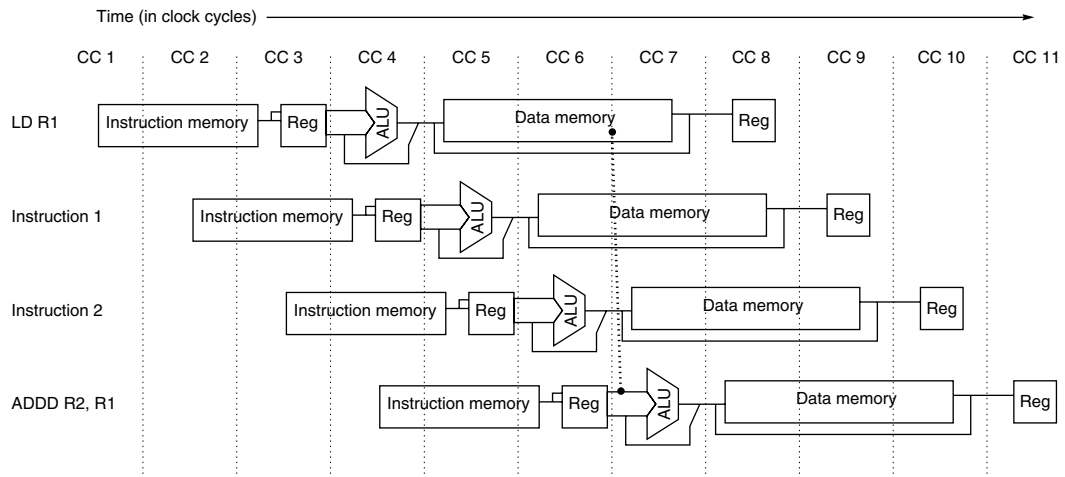 Time (in clock cycles)
CC 1 CC 2 CC 3 CC 4 CC 5 CC 6 CC 7 CC 8 CC 9 CC 10 CC 11
LD R1 Instruction memory Reg ALU Data memory Reg
Instruction 1 Instruction memory Reg ALU Data memory Reg
Instruction 2 Instruction memory Reg ALU Data memory Reg
ADDD R2, R1 Instruction memory Reg ALU Data memory Reg